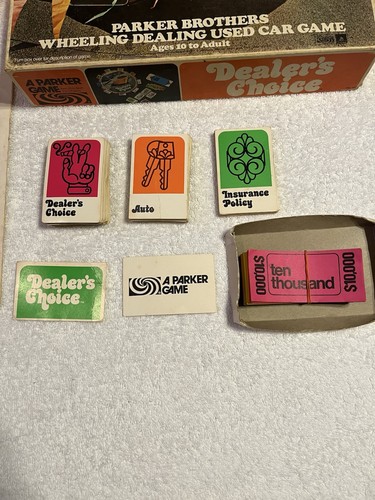 PARKER BROTHERS
WHEELING DEALING USED CAR GAME
Ages 10 to Adult
A PARKER
GAME
Dealer's
Choice
Dealer's
Choice
Auto
Insurance
Policy
Dealer's
Choice
A PARKER
GAME
$10,000
ten
thousand
$10,000